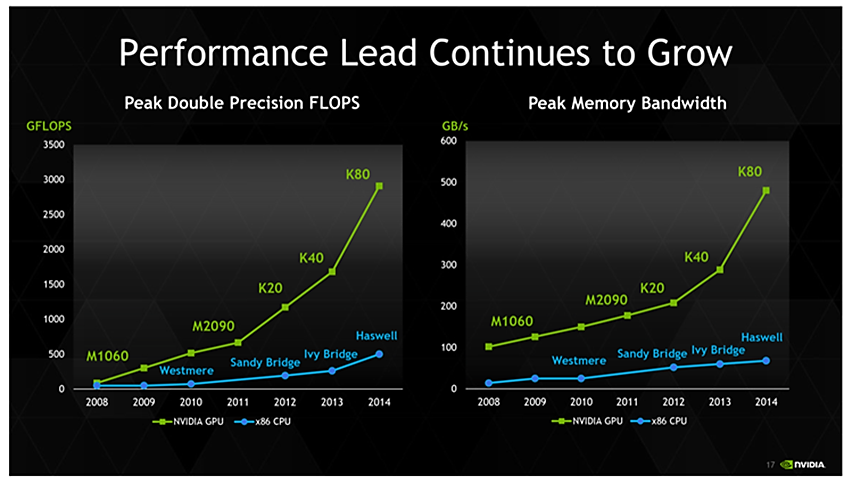 Performance Lead Continues to Grow
Peak Double Precision FLOPS
GFLOPS
3500
3000
2500
2000
1500
1000
500
0
K80
K40
K20
M2090
M1060
Haswell
Ivy Bridge
Sandy Bridge
Westmere
2008 2009 2010 2011 2012 2013 2014
NVIDIA GPU x86 CPU
Peak Memory Bandwidth
GB/s
600
500
400
300
200
100
0
K80
K40
K20
M2090
M1060
Haswell
Ivy Bridge
Sandy Bridge
Westmere
2008 2009 2010 2011 2012 2013 2014
NVIDIA GPU x86 CPU
17 NVIDIA.